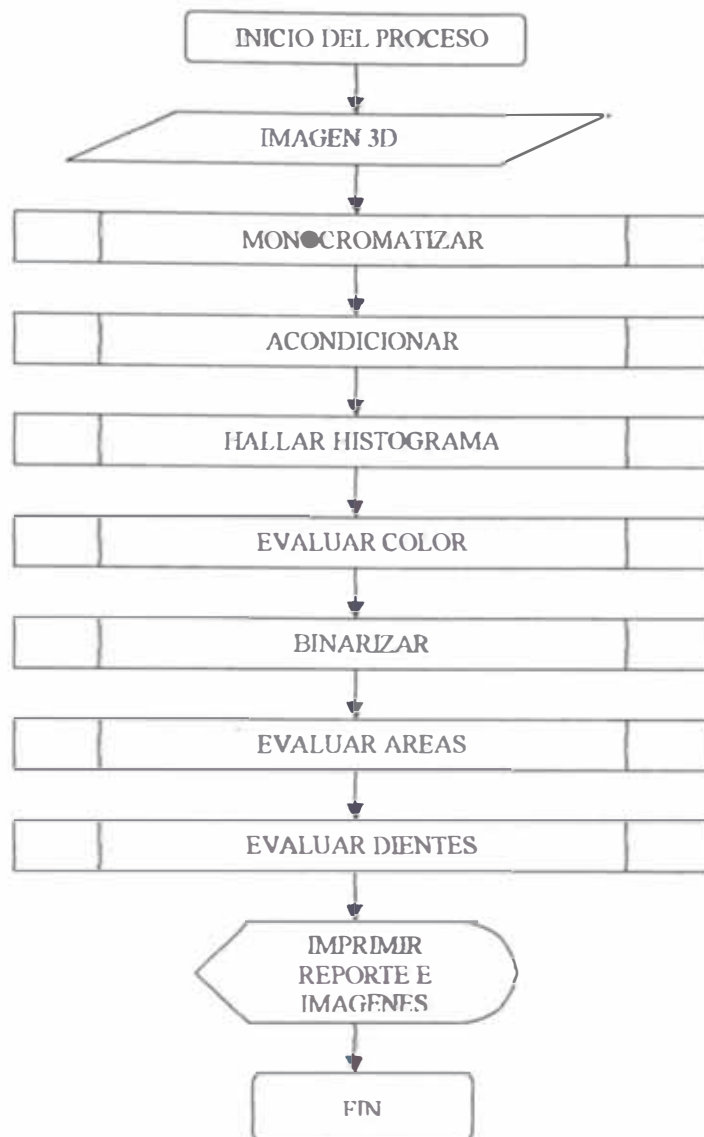 INICIO DEL PROCESO
IMAGEN 3D
MONOCROMATIZAR
ACONDICIONAR
HALLAR HISTOGRAMA
EVALUAR COLOR
BINARIZAR
EVALUAR AREAS
EVALUAR DIENTES
IMPRIMIR
REPORTE E
IMAGENES
FIN